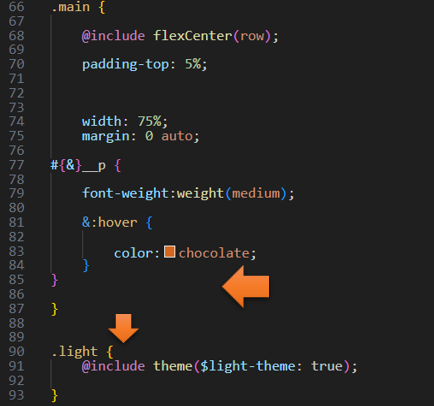 66 .main {
67
68 @include flexCenter(row);
69
70 padding-top: 5%;
71
72
73
74 width: 75%;
75 margin: 0 auto;
76
77 #{&}__p {
78
79 font-weight:weight(medium);
80
81 &:hover {
82
83 color: chocolate;
84 }
85 }
86
87 }
88
89
90 .light {
91 @include theme($light-theme: true);
92
93 }